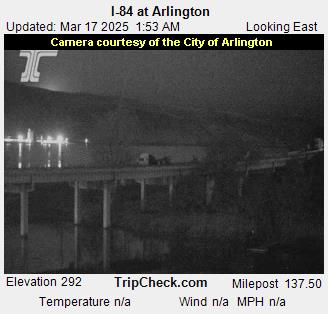 I-84 at Arlington
Updated: Mar 17 2025 1:53 AM Looking East
Camera courtesy of the City of Arlington
Elevation 292 TripCheck.com Milepost 137.50
Temperature n/a Wind n/a MPH n/a